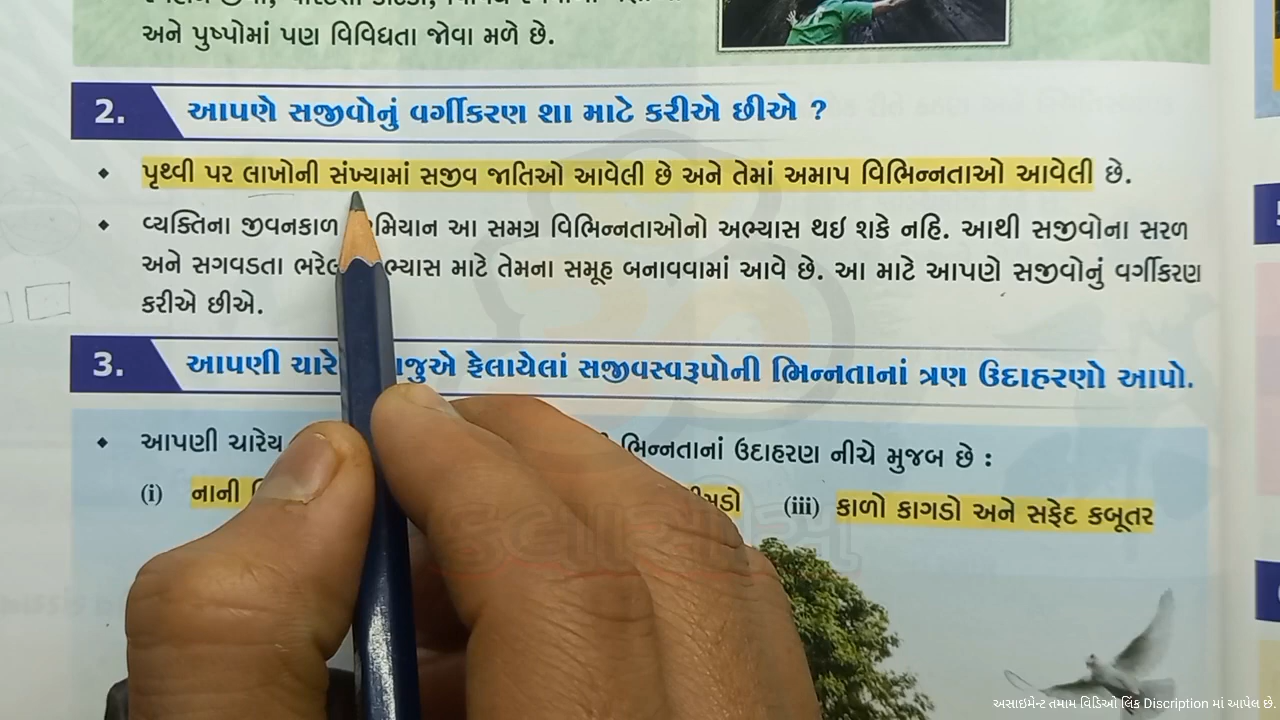 અને પુષ્પોમાં પણ વિવિધતા જોવા મળે છે.
2. આપણે સજીવોનું વર્ગીકરણ શા માટે કરીએ છીએ ?
♦ પૃથ્વી પર લાખોની સંખ્યામાં સજીવ જાતિઓ આવેલી છે અને તેમાં અમાપ વિભિન્નતાઓ આવેલી છે.
♦ વ્યક્તિના જીવનકાળ મિયાન આ સમગ્ર વિભિન્નતાઓનો અભ્યાસ થઇ શકે નહિ. આથી સજીવોના સરળ
અને સગવડતા માટે તેમના સમૂહ બનાવવામાં આવે છે. આ માટે આપણે સજીવોનું વર્ગીકરણ
કરીએ છીએ.
3. આપણી ચારે ફેલાયેલાં સજીવસ્વરૂપોની ભિન્નતાનાં ત્રણ ઉદાહરણો આપો.
♦ આપણી ચારેય ભિન્નતાનાં ઉદાહરણ નીચે મુજબ છે :
(i) નાની (iii) કાળો કાગડો અને સફેદ કબૂતર
ક્લાસીસ
અસાઇમેન્ટ તમામ વિડિઓ લિંક Discription માં આપેલ છે.